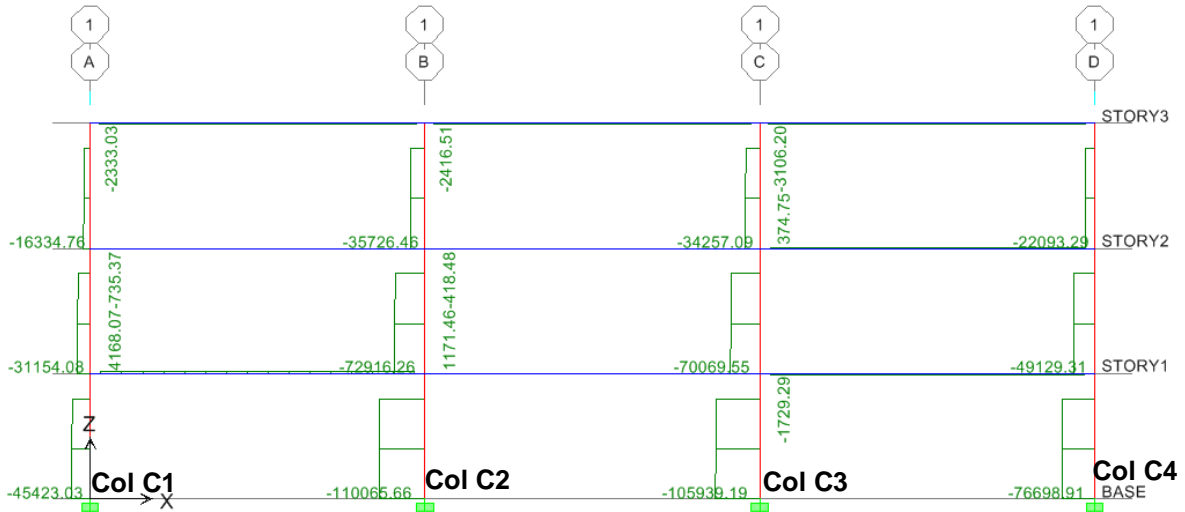 1 1 1 1
A B C D
STORY3
-2333.03 -2416.51 374.75-3106.20
-16334.76 -35726.46 -34257.09 -22093.29 STORY2
4168.07-735.37 1171.46-418.48
-31154.08 -72916.26 -70069.55 -49129.31 STORY1
-1729.29
Z
Col C1 Col C2 Col C3 Col C4
-45423.03 X -110065.66 -105939.19 -76698.91 BASE